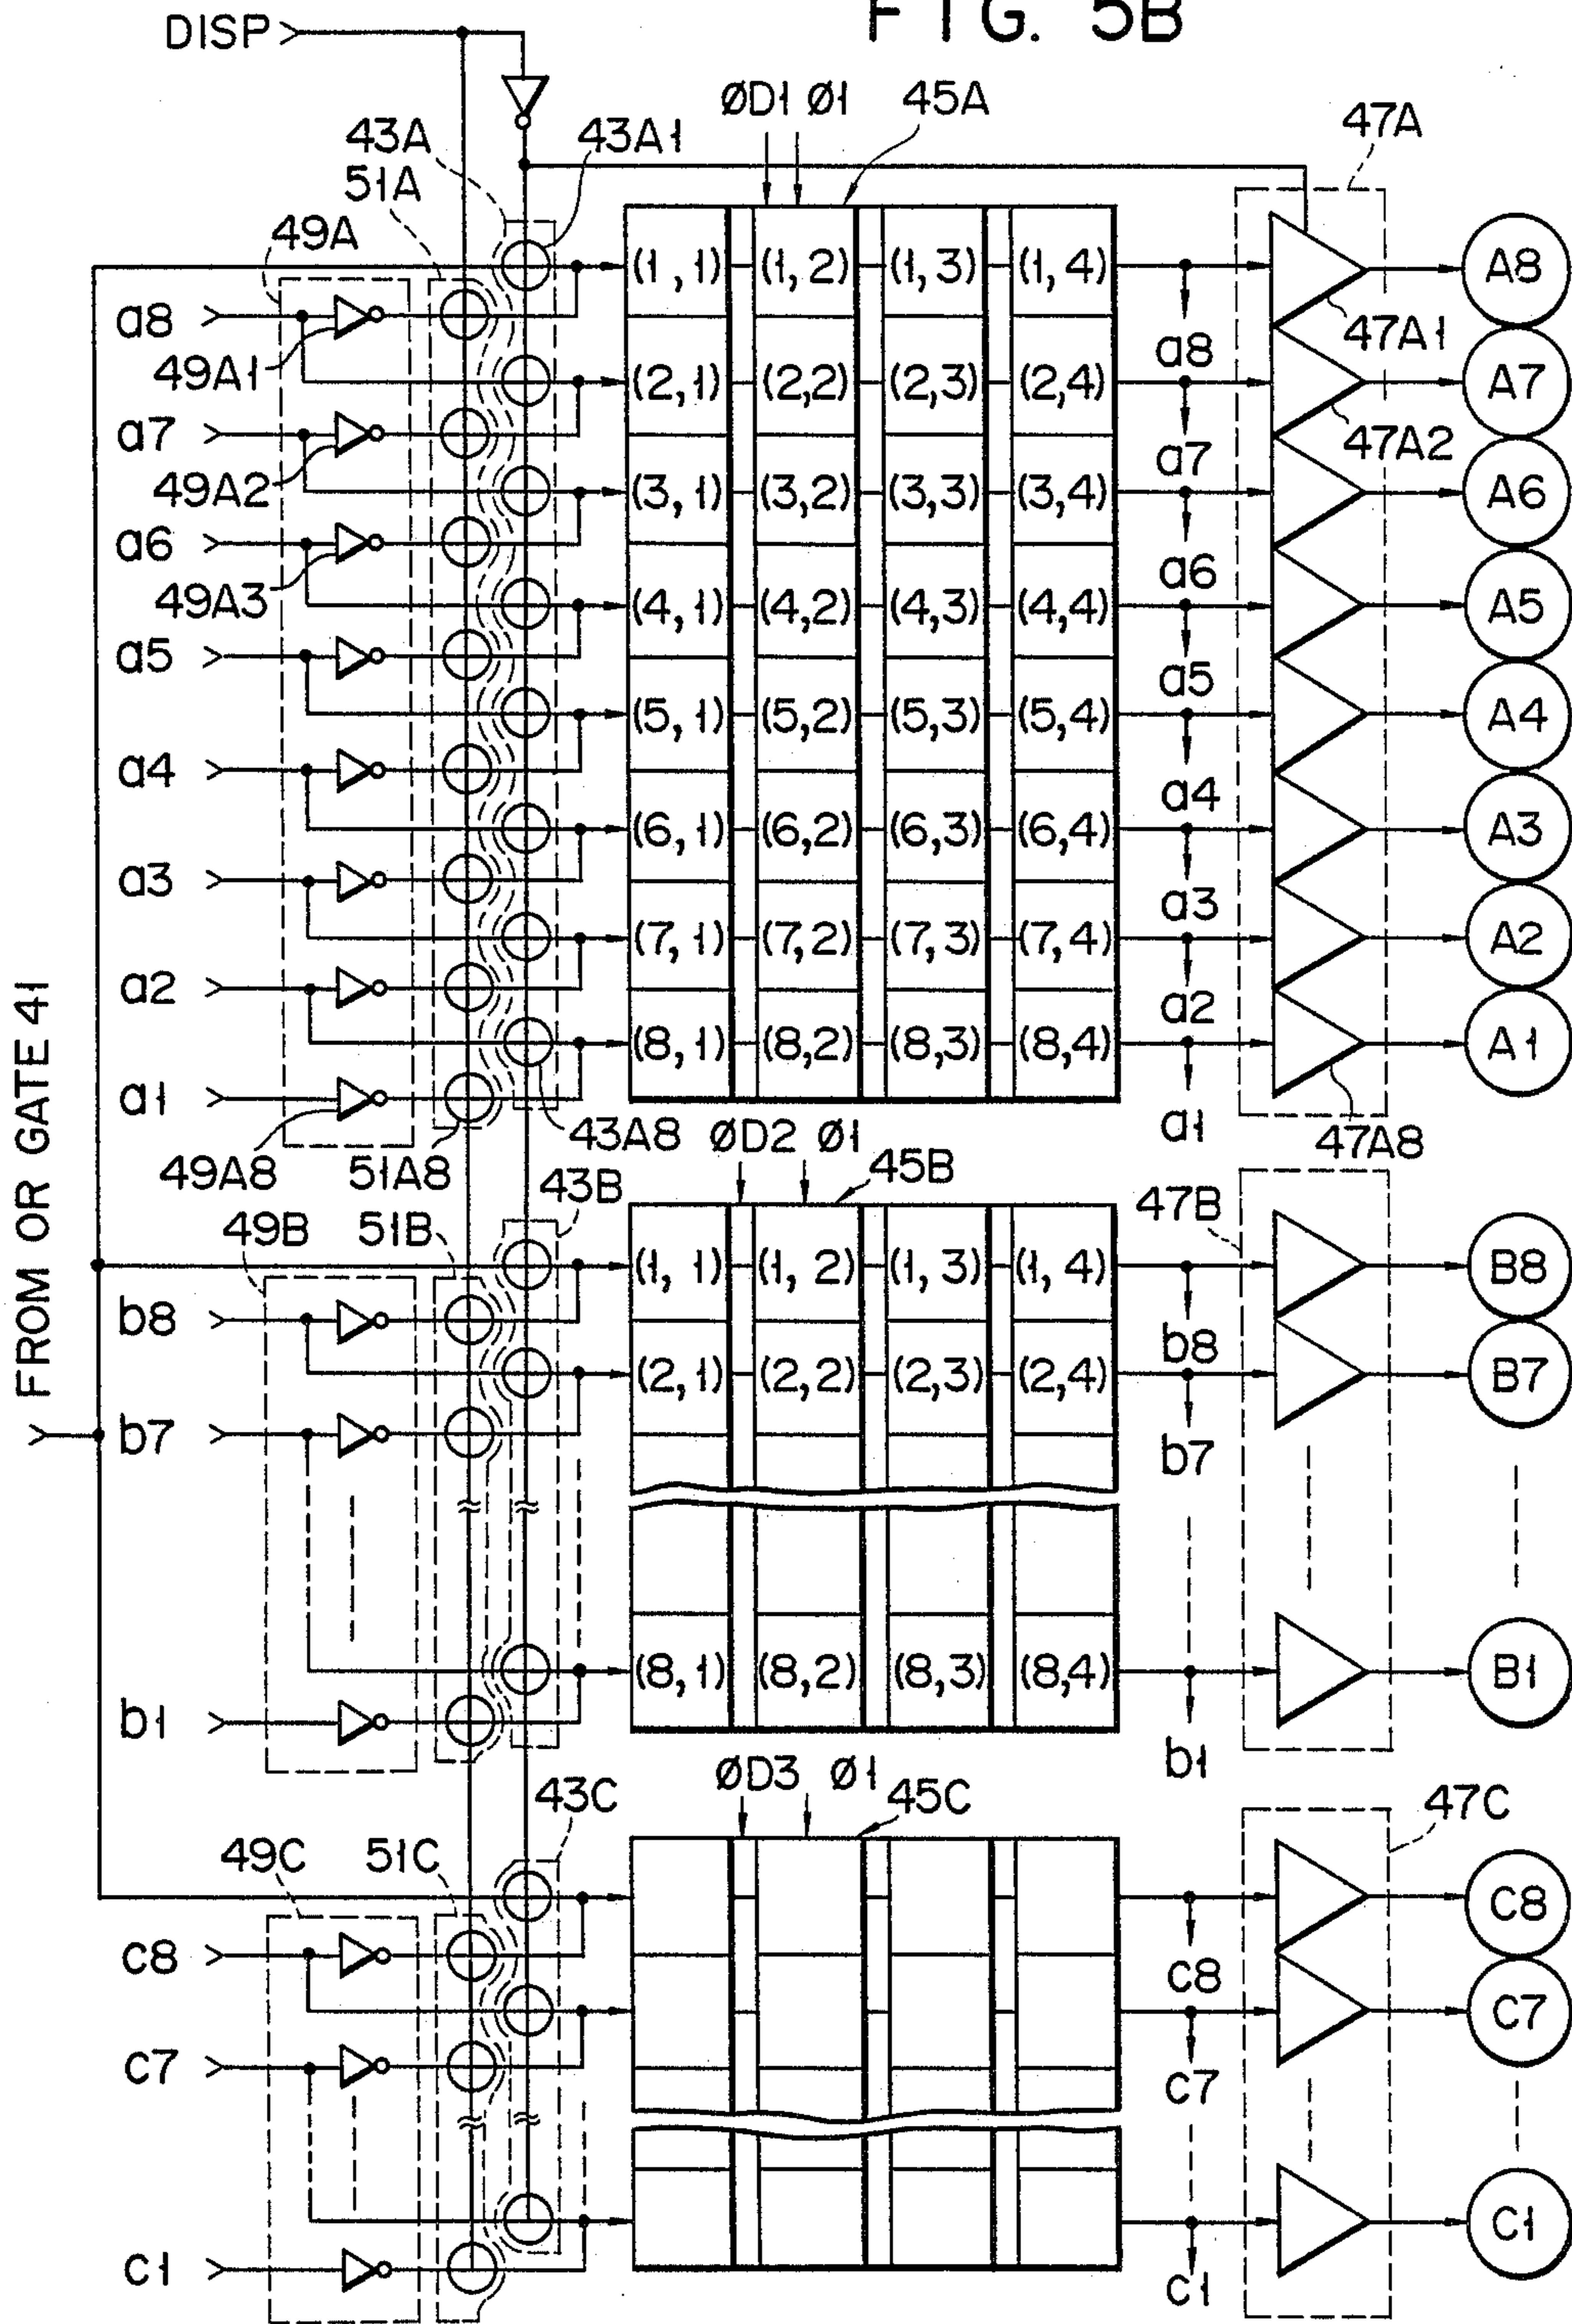 FIG. 5B
DISP
ØD1 Ø1 45A
43A 43A1 47A
51A
49A
(1,1) (1,2) (1,3) (1,4) A8
a8
49A1 a8 47A1
(2,1) (2,2) (2,3) (2,4) A7
a7
49A2 a7 47A2
(3,1) (3,2) (3,3) (3,4) A6
a6
49A3 a6
(4,1) (4,2) (4,3) (4,4) A5
a5
a5
(5,1) (5,2) (5,3) (5,4) A4
a4
a4
(6,1) (6,2) (6,3) (6,4) A3
a3
a3
(7,1) (7,2) (7,3) (7,4) A2
a2
a2
(8,1) (8,2) (8,3) (8,4) A1
a1
a1
49A8 51A8 43A8 47A8
FROM OR GATE 41
ØD2 Ø1 45B
43B 47B
49B 51B
(1,1) (1,2) (1,3) (1,4) B8
b8
b8
(2,1) (2,2) (2,3) (2,4) B7
b7
b7
(8,1) (8,2) (8,3) (8,4) B1
b1
b1
ØD3 Ø1 45C
43C 47C
49C 51C
C8
c8
c8
C7
c7
c7
C1
c1
c1